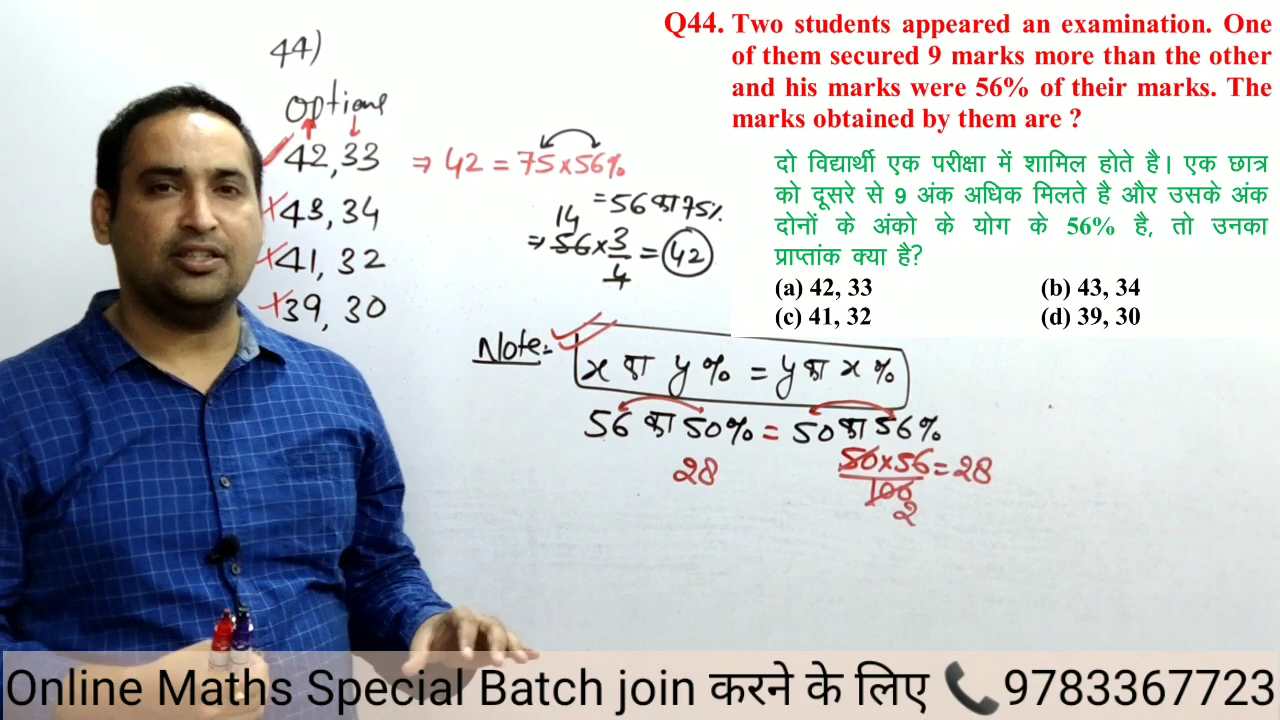 Q44. Two students appeared an examination. One
of them secured 9 marks more than the other
and his marks were 56% of their marks. The
marks obtained by them are ?
दो विद्यार्थी एक परीक्षा में शामिल होते है। एक छात्र
को दूसरे से 9 अंक अधिक मिलते है और उसके अंक
दोनों के अंको के योग के 56% है, तो उनका
प्राप्तांक क्या है?
(a) 42, 33 (b) 43, 34
(c) 41, 32 (d) 39, 30
44)
options
42,33 ⇒ 42 = 75×56%
= 56 का 75%
43, 34
14
⇒ 56×3/4 = 42
41, 32
39, 30
Note:-
x का y % = y का x %
56 का 50% = 50 का 56%
28
50×56/100 = 28
2
Online Maths Special Batch join करने के लिए 📞9783367723